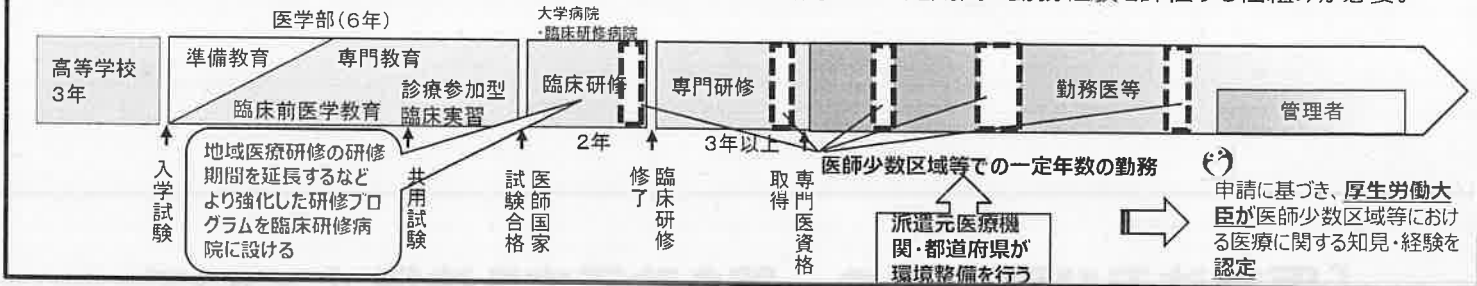 医学部(6年)
大学病院
・臨床研修病院
高等学校
3年
準備教育
専門教育
臨床前医学教育
診療参加型
臨床実習
臨床研修
専門研修
勤務医等
管理者
2年
3年以上
入学試験
共用試験
医師国家
試験合格
臨床研修
修了
専門医資格
取得
地域医療研修の研修
期間を延長するなど
より強化した研修プロ
グラムを臨床研修病
院に設ける
医師少数区域等での一定年数の勤務
派遣元医療機
関・都道府県が
環境整備を行う
申請に基づき、厚生労働大
臣が医師少数区域等におけ
る医療に関する知見・経験を
認定